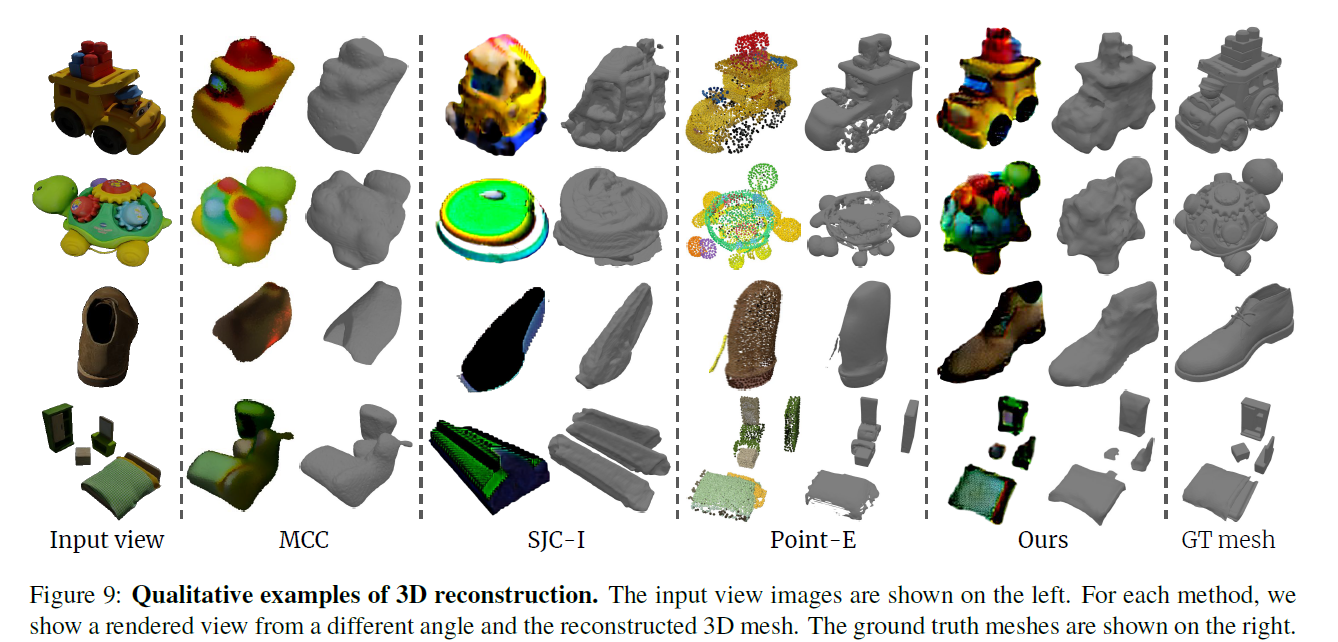 Input view MCC SJC-I Point-E Ours GT mesh
Figure 9: Qualitative examples of 3D reconstruction. The input view images are shown on the left. For each method, we
show a rendered view from a different angle and the reconstructed 3D mesh. The ground truth meshes are shown on the right.